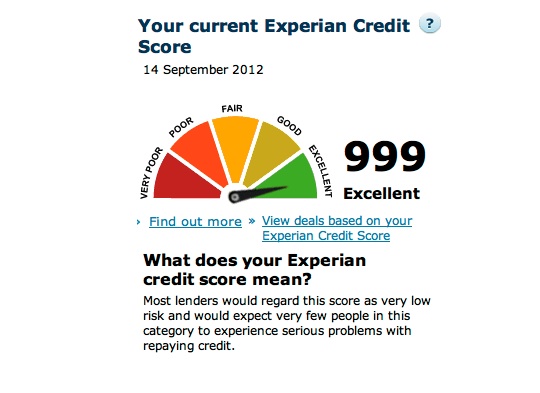 Your current Experian Credit ?
Score
14 September 2012
VERY POOR
POOR
FAIR
GOOD
EXCELLENT
999
Excellent
› Find out more » View deals based on your
Experian Credit Score
What does your Experian
credit score mean?
Most lenders would regard this score as very low
risk and would expect very few people in this
category to experience serious problems with
repaying credit.